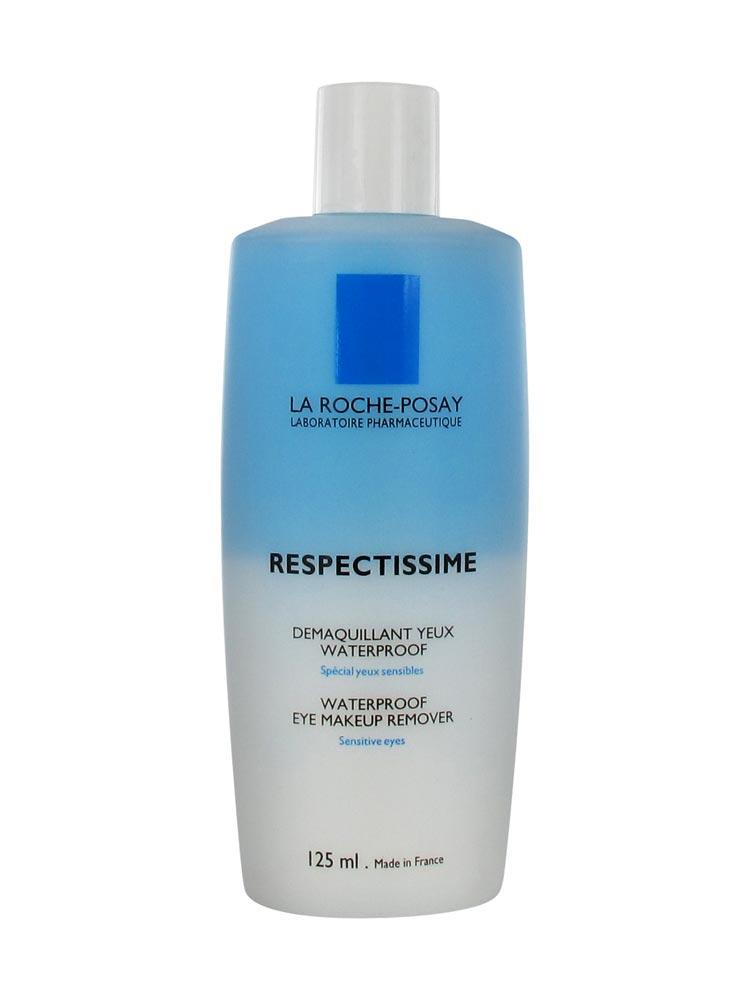 LA ROCHE-POSAY
LABORATOIRE PHARMACEUTIQUE
RESPECTISSIME
DEMAQUILLANT YEUX
WATERPROOF
Spécial yeux sensibles
WATERPROOF
EYE MAKEUP REMOVER
Sensitive eyes
125 ml . Made in France